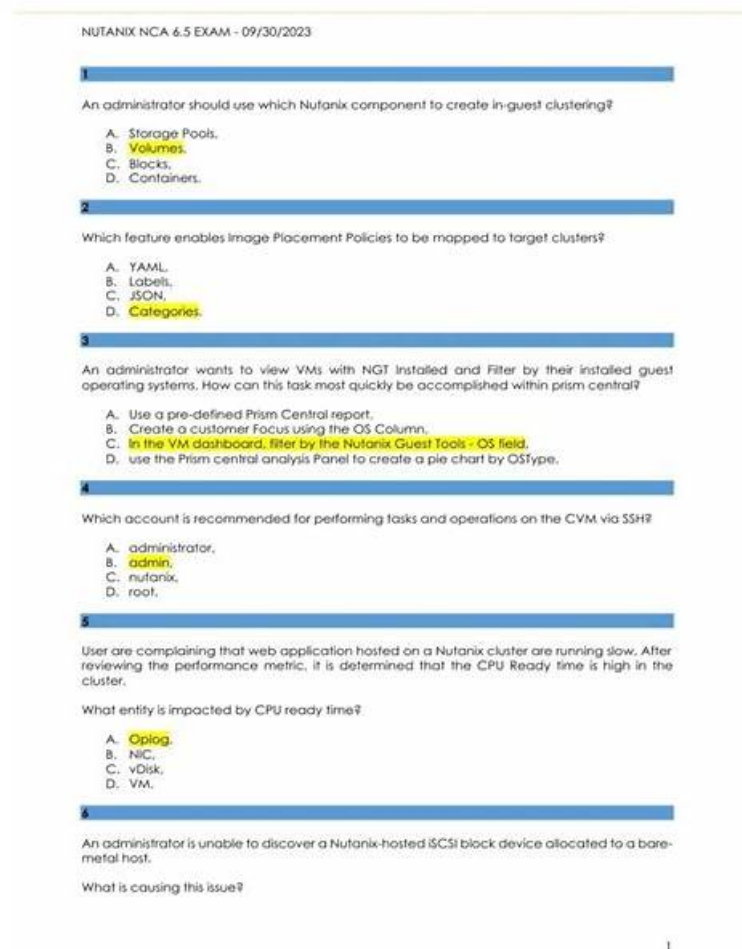 NUTANIX NCA 6.5 EXAM - 09/30/2023
1
An administrator should use which Nutanix component to create in-guest clustering?
A. Storage Pools.
B. Volumes.
C. Blocks.
D. Containers.
2
Which feature enables Image Placement Policies to be mapped to target clusters?
A. YAML.
B. Labels.
C. JSON.
D. Categories.
3
An administrator wants to view VMs with NGT Installed and Filter by their installed guest
operating systems. How can this task most quickly be accomplished within prism central?
A. Use a pre-defined Prism Central report.
B. Create a customer Focus using the OS Column.
C. In the VM dashboard, filter by the Nutanix Guest Tools - OS field.
D. use the Prism central analysis Panel to create a pie chart by OSType.
4
Which account is recommended for performing tasks and operations on the CVM via SSH?
A. administrator.
B. admin.
C. nutanix.
D. root.
5
User are complaining that web application hosted on a Nutanix cluster are running slow. After
reviewing the performance metric, it is determined that the CPU Ready time is high in the
cluster.
What entity is impacted by CPU ready time?
A. Oplog.
B. NIC.
C. vDisk.
D. VM.
6
An administrator is unable to discover a Nutanix-hosted iSCSI block device allocated to a bare-
metal host.
What is causing this issue?
1